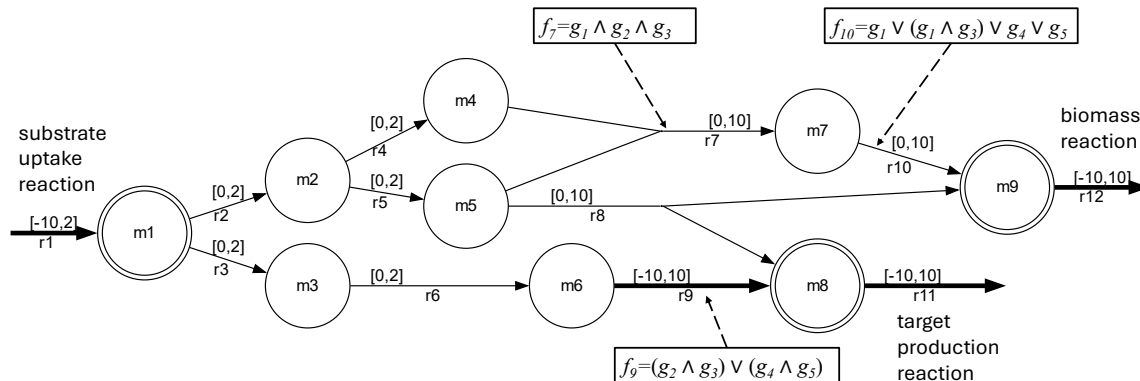 f₇=g₁ ∧ g₂ ∧ g₃
f₁₀=g₁ ∨ (g₁ ∧ g₃) ∨ g₄ ∨ g₅
substrate
uptake
reaction
[-10,2]
r1
m1
[0,2]
r2
[0,2]
r3
m2
m3
[0,2]
r4
[0,2]
r5
m4
m5
[0,2]
r6
m6
[0,10]
r7
[0,10]
r8
m7
[0,10]
r10
[-10,10]
r9
m8
m9
biomass
reaction
[-10,10]
r12
[-10,10]
r11
target
production
reaction
f₉=(g₂ ∧ g₃) ∨ (g₄ ∧ g₅)